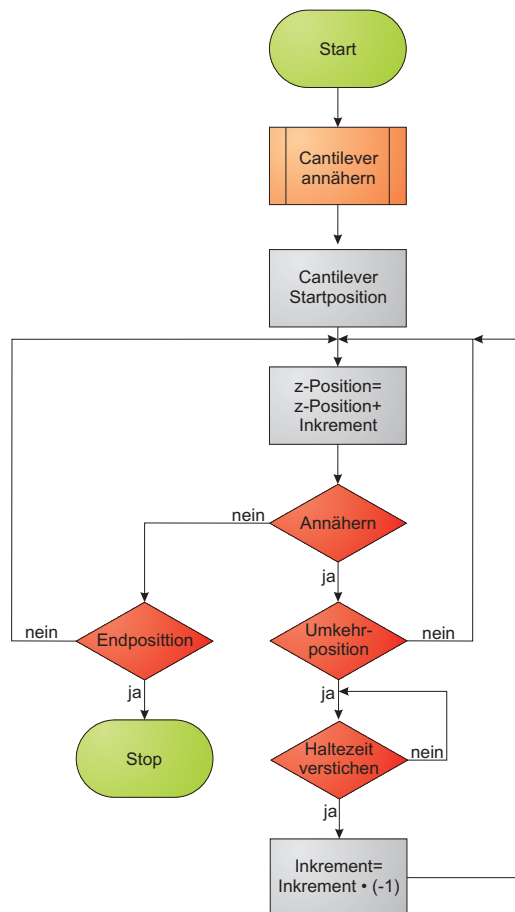 Start
Cantilever
annähern
Cantilever
Startposition
z-Position=
z-Position+
Inkrement
Annähern
nein
ja
Endposittion
nein
ja
Stop
Umkehr-
position
nein
ja
Haltezeit
verstichen
nein
ja
Inkrement=
Inkrement • (-1)